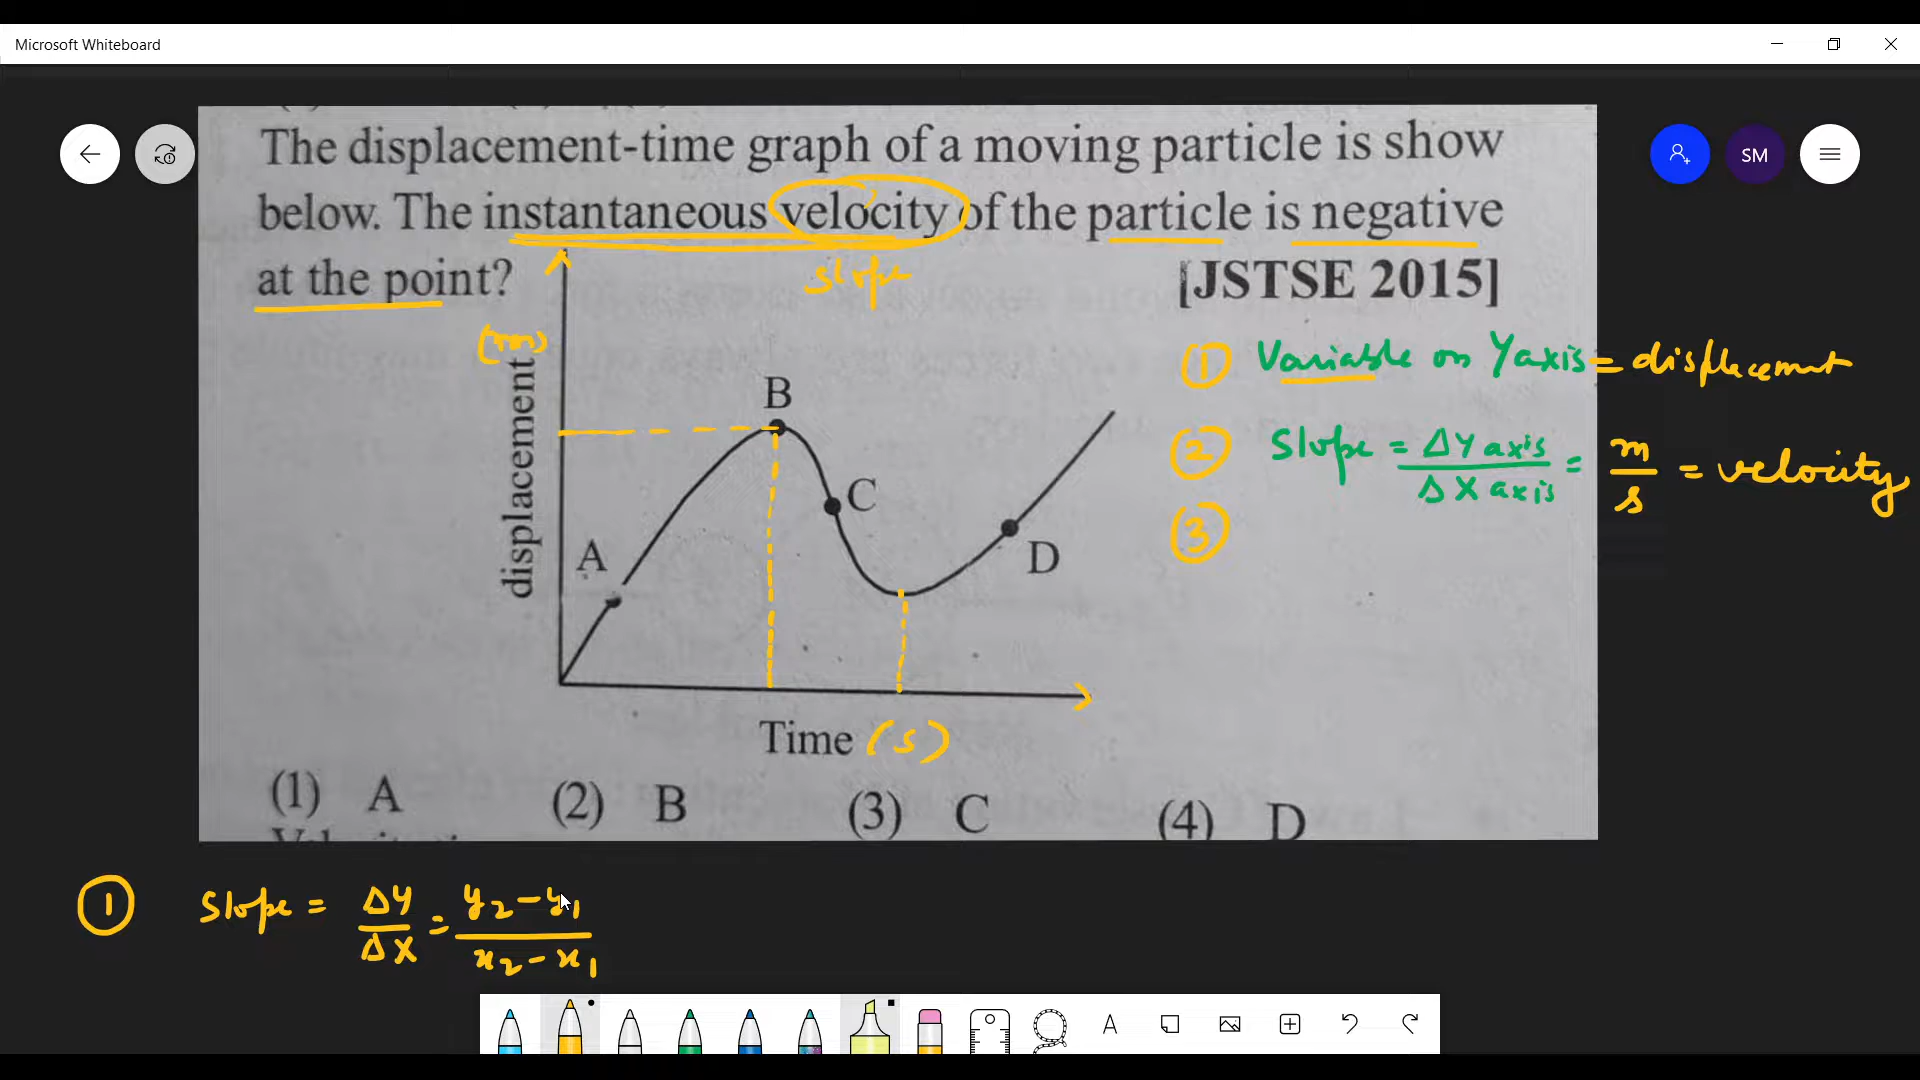 Microsoft Whiteboard
The displacement-time graph of a moving particle is show
below. The instantaneous velocity of the particle is negative
at the point?
slope
[JSTSE 2015]
(m)
displacement
A
B
C
D
Time (s)
① Variable on Y axis = displacement
② Slope = ΔY axis / ΔX axis = m / s = velocity
③
(1) A (2) B (3) C (4) D
① Slope = ΔY / ΔX = y2 - y1 / x2 - x1
SM
A